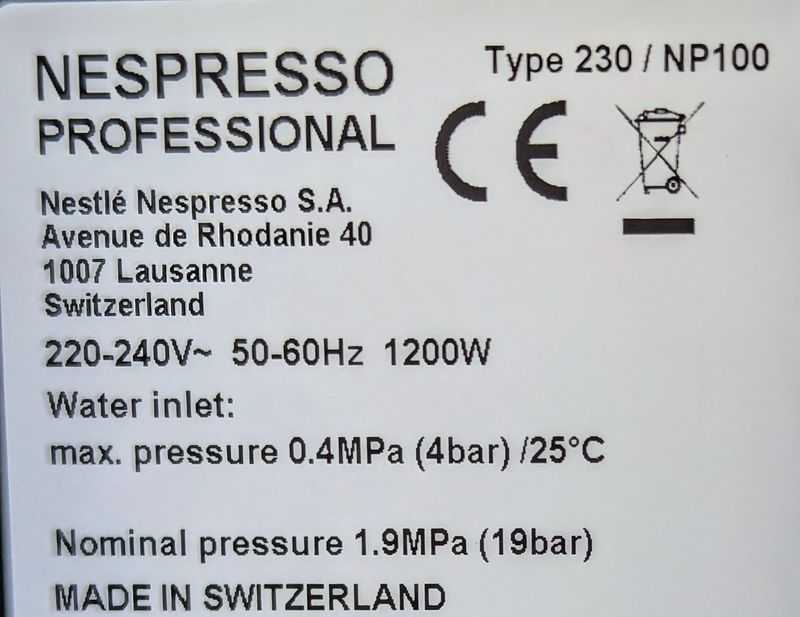 NESPRESSO
PROFESSIONAL
Type 230 / NP100
CE
Nestlé Nespresso S.A.
Avenue de Rhodanie 40
1007 Lausanne
Switzerland
220-240V~ 50-60Hz 1200W
Water inlet:
max. pressure 0.4MPa (4bar) /25°C
Nominal pressure 1.9MPa (19bar)
MADE IN SWITZERLAND